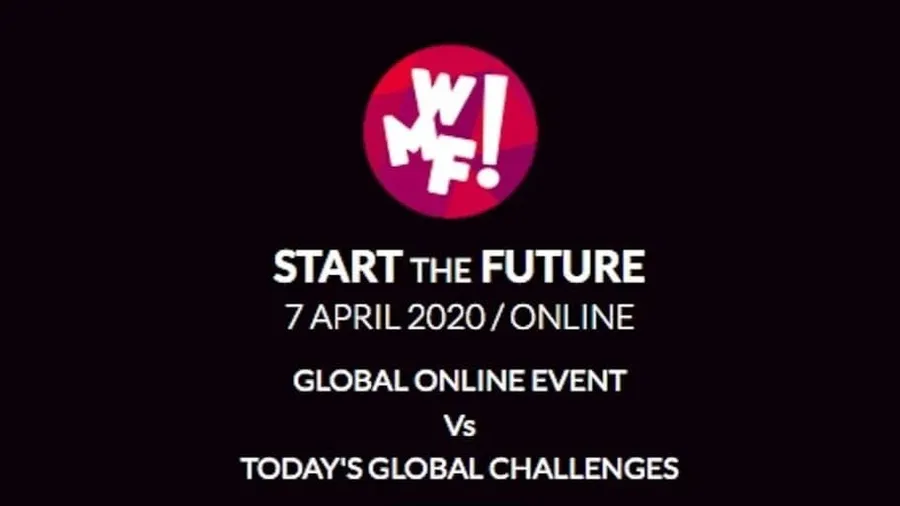 WMF!
START THE FUTURE
7 APRIL 2020 / ONLINE
GLOBAL ONLINE EVENT
Vs
TODAY'S GLOBAL CHALLENGES